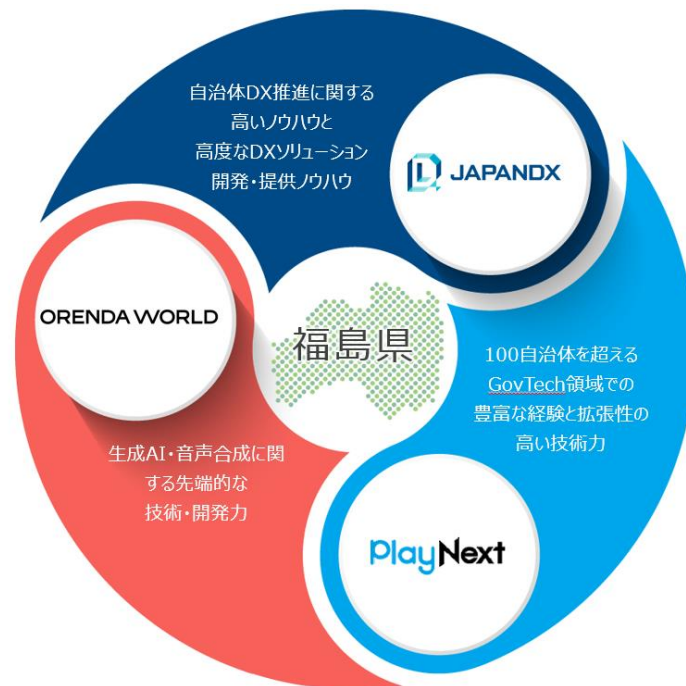 自治体DX推進に関する
高いノウハウと
高度なDXソリューション
開発・提供ノウハウ
JAPANDX
ORENDA WORLD
福島県
100自治体を超える
GovTech領域での
豊富な経験と拡張性の
高い技術力
生成AI・音声合成に関
する先端的な
技術・開発力
PlayNext